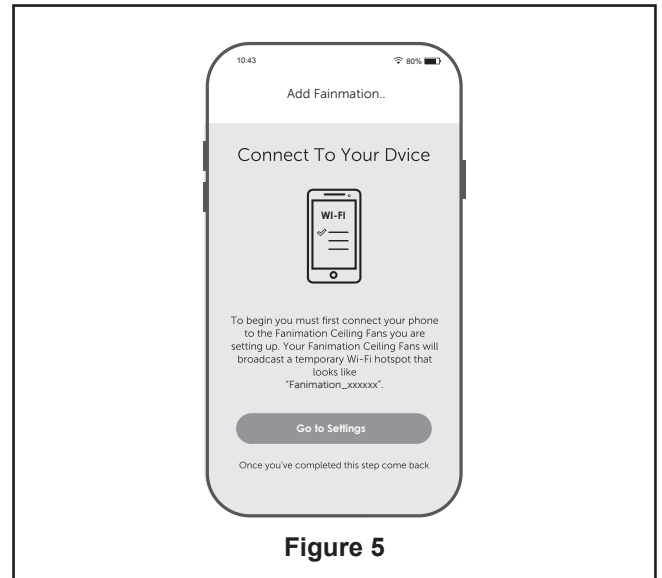 10:43 80%
Add Fainmation..
Connect To Your Dvice
WI-FI
To begin you must first connect your phone
to the Fanimation Ceiling Fans you are
setting up. Your Fanimation Ceiling Fans will
broadcast a temporary Wi-Fi hotspot that
looks like
"Fanimation_xxxxxx".
Go to Settings
Once you've completed this step come back
Figure 5